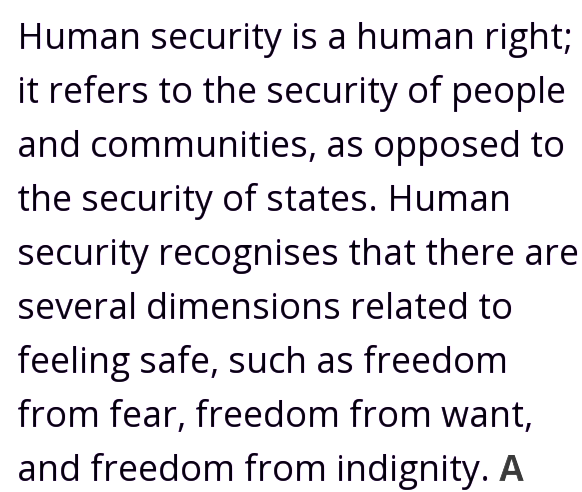 Human security is a human right;
it refers to the security of people
and communities, as opposed to
the security of states. Human
security recognises that there are
several dimensions related to
feeling safe, such as freedom
from fear, freedom from want,
and freedom from indignity. A